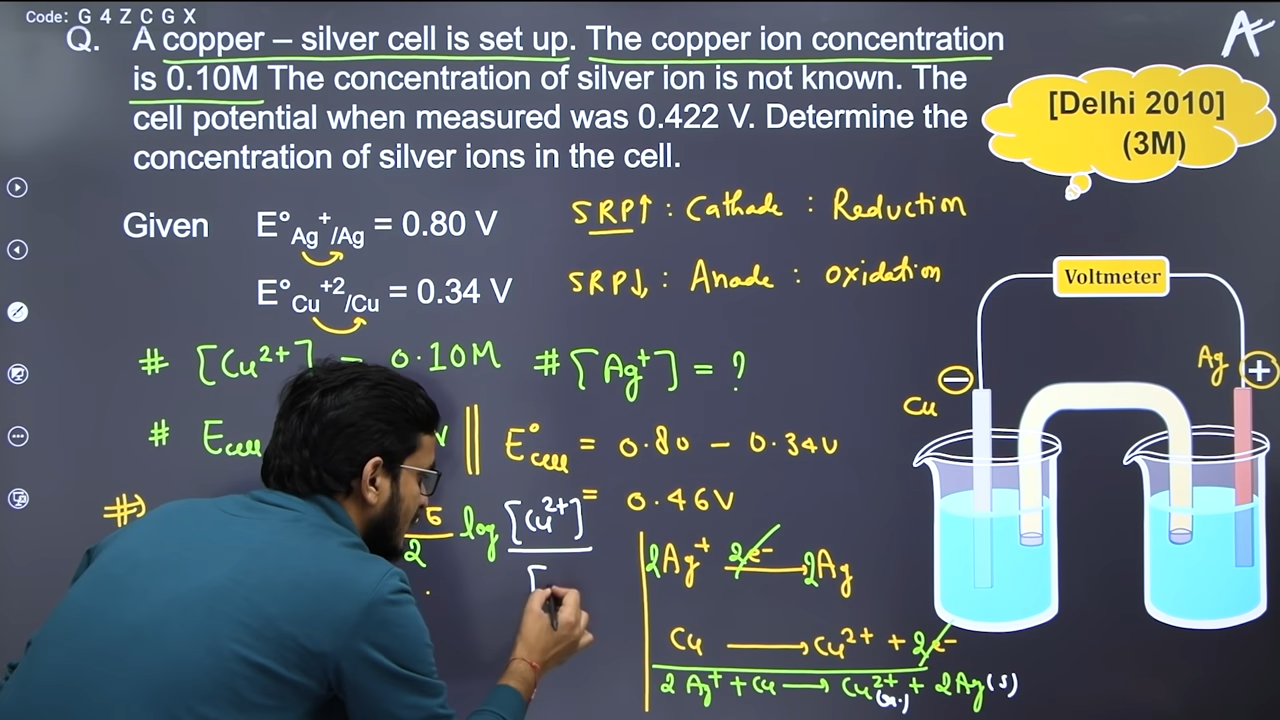 Code: G 4 Z C G X
Q. A copper – silver cell is set up. The copper ion concentration
is 0.10M The concentration of silver ion is not known. The
cell potential when measured was 0.422 V. Determine the
concentration of silver ions in the cell.
[Delhi 2010]
(3M)
Given E°Ag⁺/Ag = 0.80 V
E°Cu⁺²/Cu = 0.34 V
SRP↑ : Cathode : Reduction
SRP↓ : Anode : oxidation
# [Cu²⁺] = 0.10M # [Ag⁺] = ?
# Ecell V || E°cell = 0.80 – 0.34V
= 0.46V
#) 6/2 log [Cu²⁺]/[
2Ag⁺ 2e⁻ → 2Ag
Cu → Cu²⁺ + 2e⁻
2Ag⁺ + Cu → Cu²⁺ + 2Ag(s)
Voltmeter
Cu –
Ag +